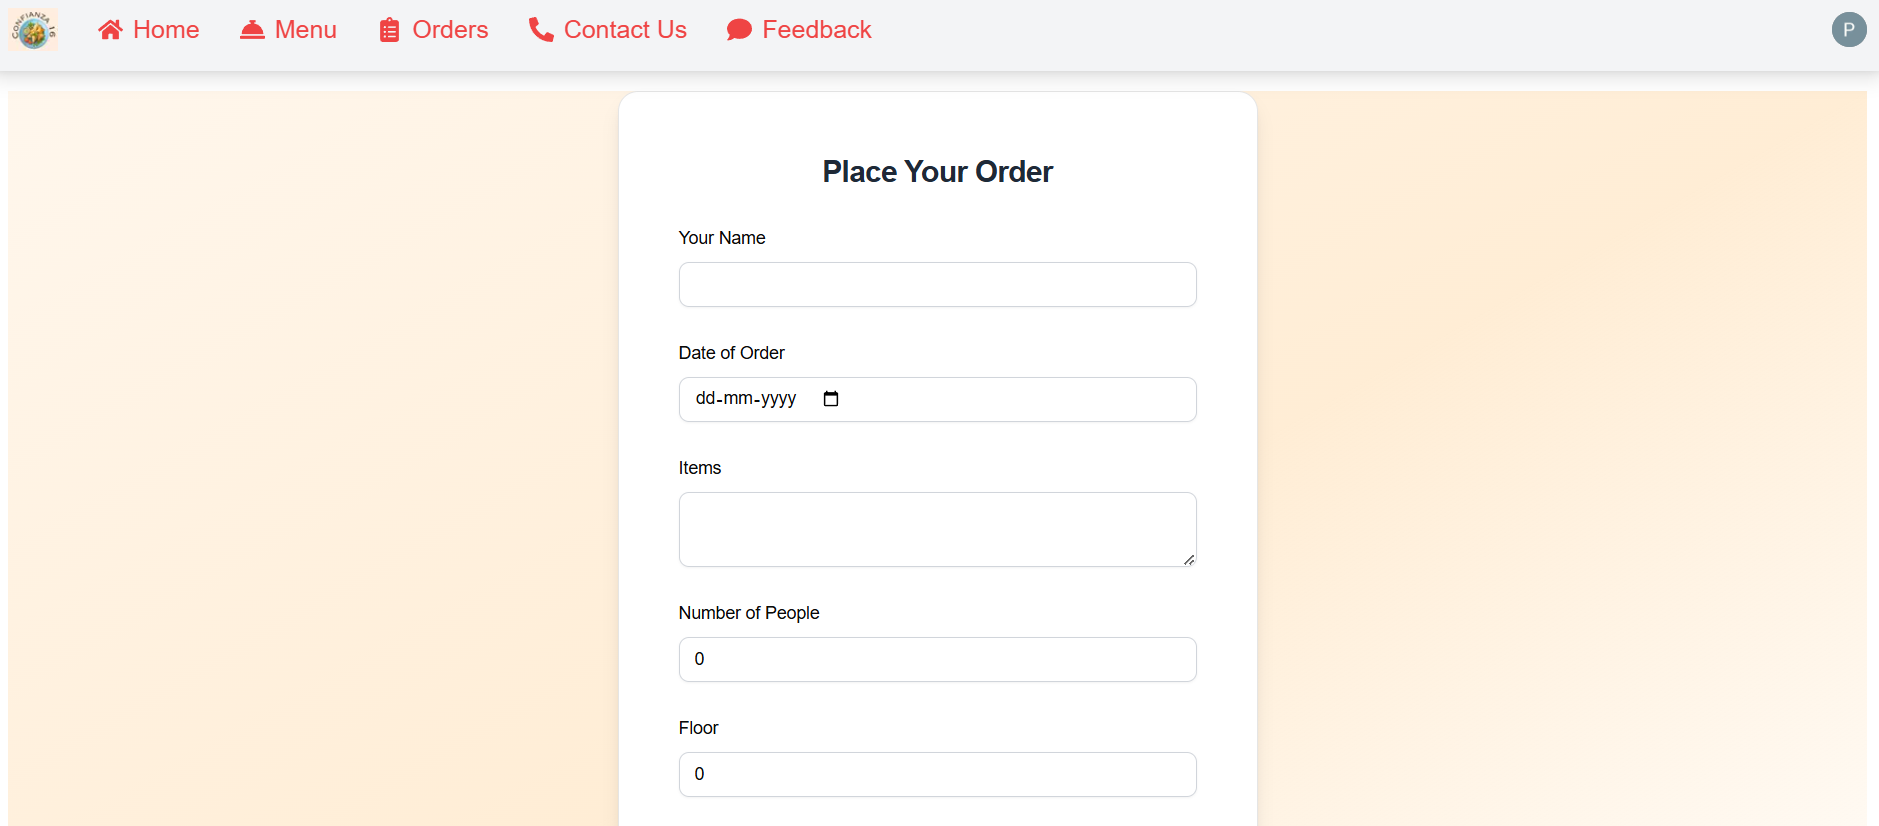 CONFIANZA 16
Home
Menu
Orders
Contact Us
Feedback
P
Place Your Order
Your Name
Date of Order
dd-mm-yyyy
Items
Number of People
0
Floor
0